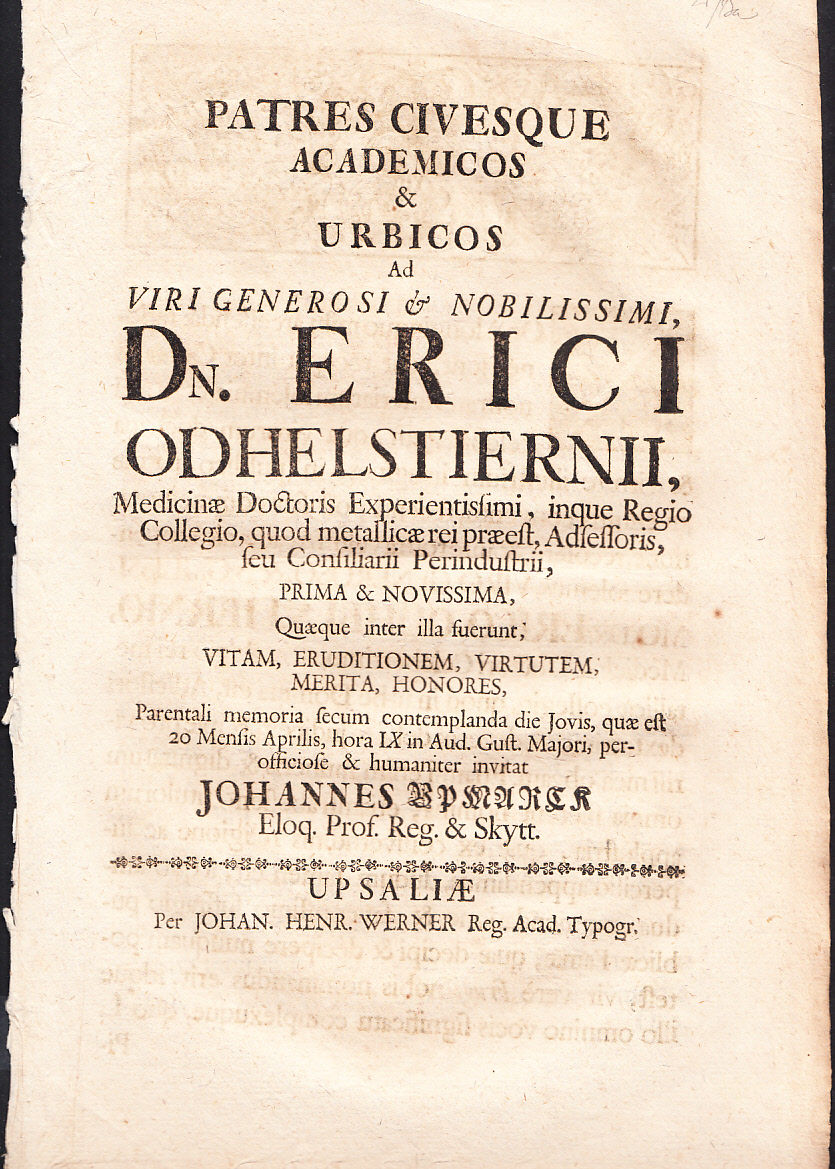 PATRES CIVESQUE
ACADEMICOS
&
URBICOS
Ad
VIRI GENEROSI & NOBILISSIMI,
DN. ERICI
ODHELSTIERNII,
Medicinæ Doctoris Experientiſſimi, inque Regio
Collegio, quod metallicæ rei præeſt, Adſeſſoris,
ſeu Conſiliarii Perinduſtrii,
PRIMA & NOVISSIMA,
Quæque inter illa fuerunt,
VITAM, ERUDITIONEM, VIRTUTEM,
MERITA, HONORES,
Parentali memoria ſecum contemplanda die Jovis, quæ eſt
20 Menſis Aprilis, hora IX in Aud. Guſt. Majori, per-
officioſe & humaniter invitat
JOHANNES UPMARCK
Eloq. Prof. Reg. & Skytt.
UPSALIÆ
Per JOHAN. HENR. WERNER Reg. Acad. Typogr.